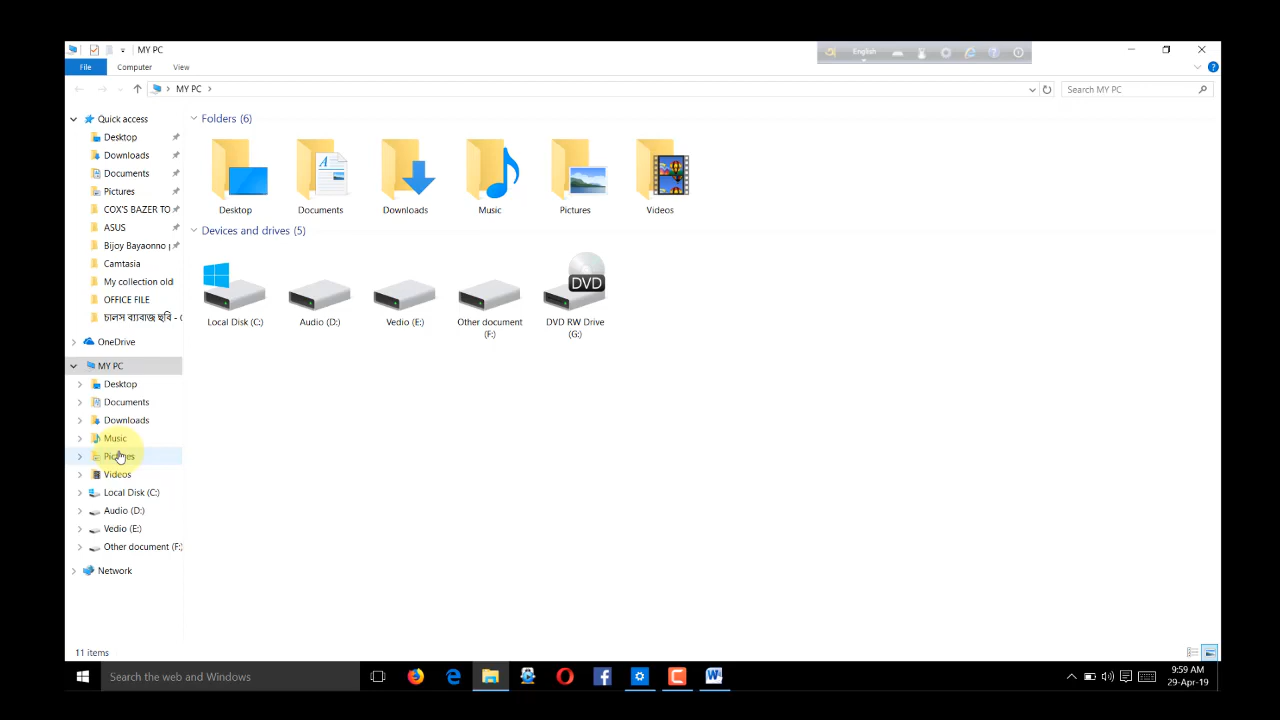 MY PC
English
File Computer View
MY PC
Search MY PC
Quick access
Desktop
Downloads
Documents
Pictures
COX'S BAZER TO
ASUS
Bijoy Bayaonno
Camtasia
My collection old
OFFICE FILE
চালস ব্যাবাজ ছবি - (
OneDrive
MY PC
Desktop
Documents
Downloads
Music
Pictures
Videos
Local Disk (C:)
Audio (D:)
Vedio (E:)
Other document (F:)
Network
Folders (6)
Desktop
Documents
Downloads
Music
Pictures
Videos
Devices and drives (5)
Local Disk (C:)
Audio (D:)
Vedio (E:)
Other document
(F:)
DVD
DVD RW Drive
(G:)
11 items
Search the web and Windows
9:59 AM
29-Apr-19